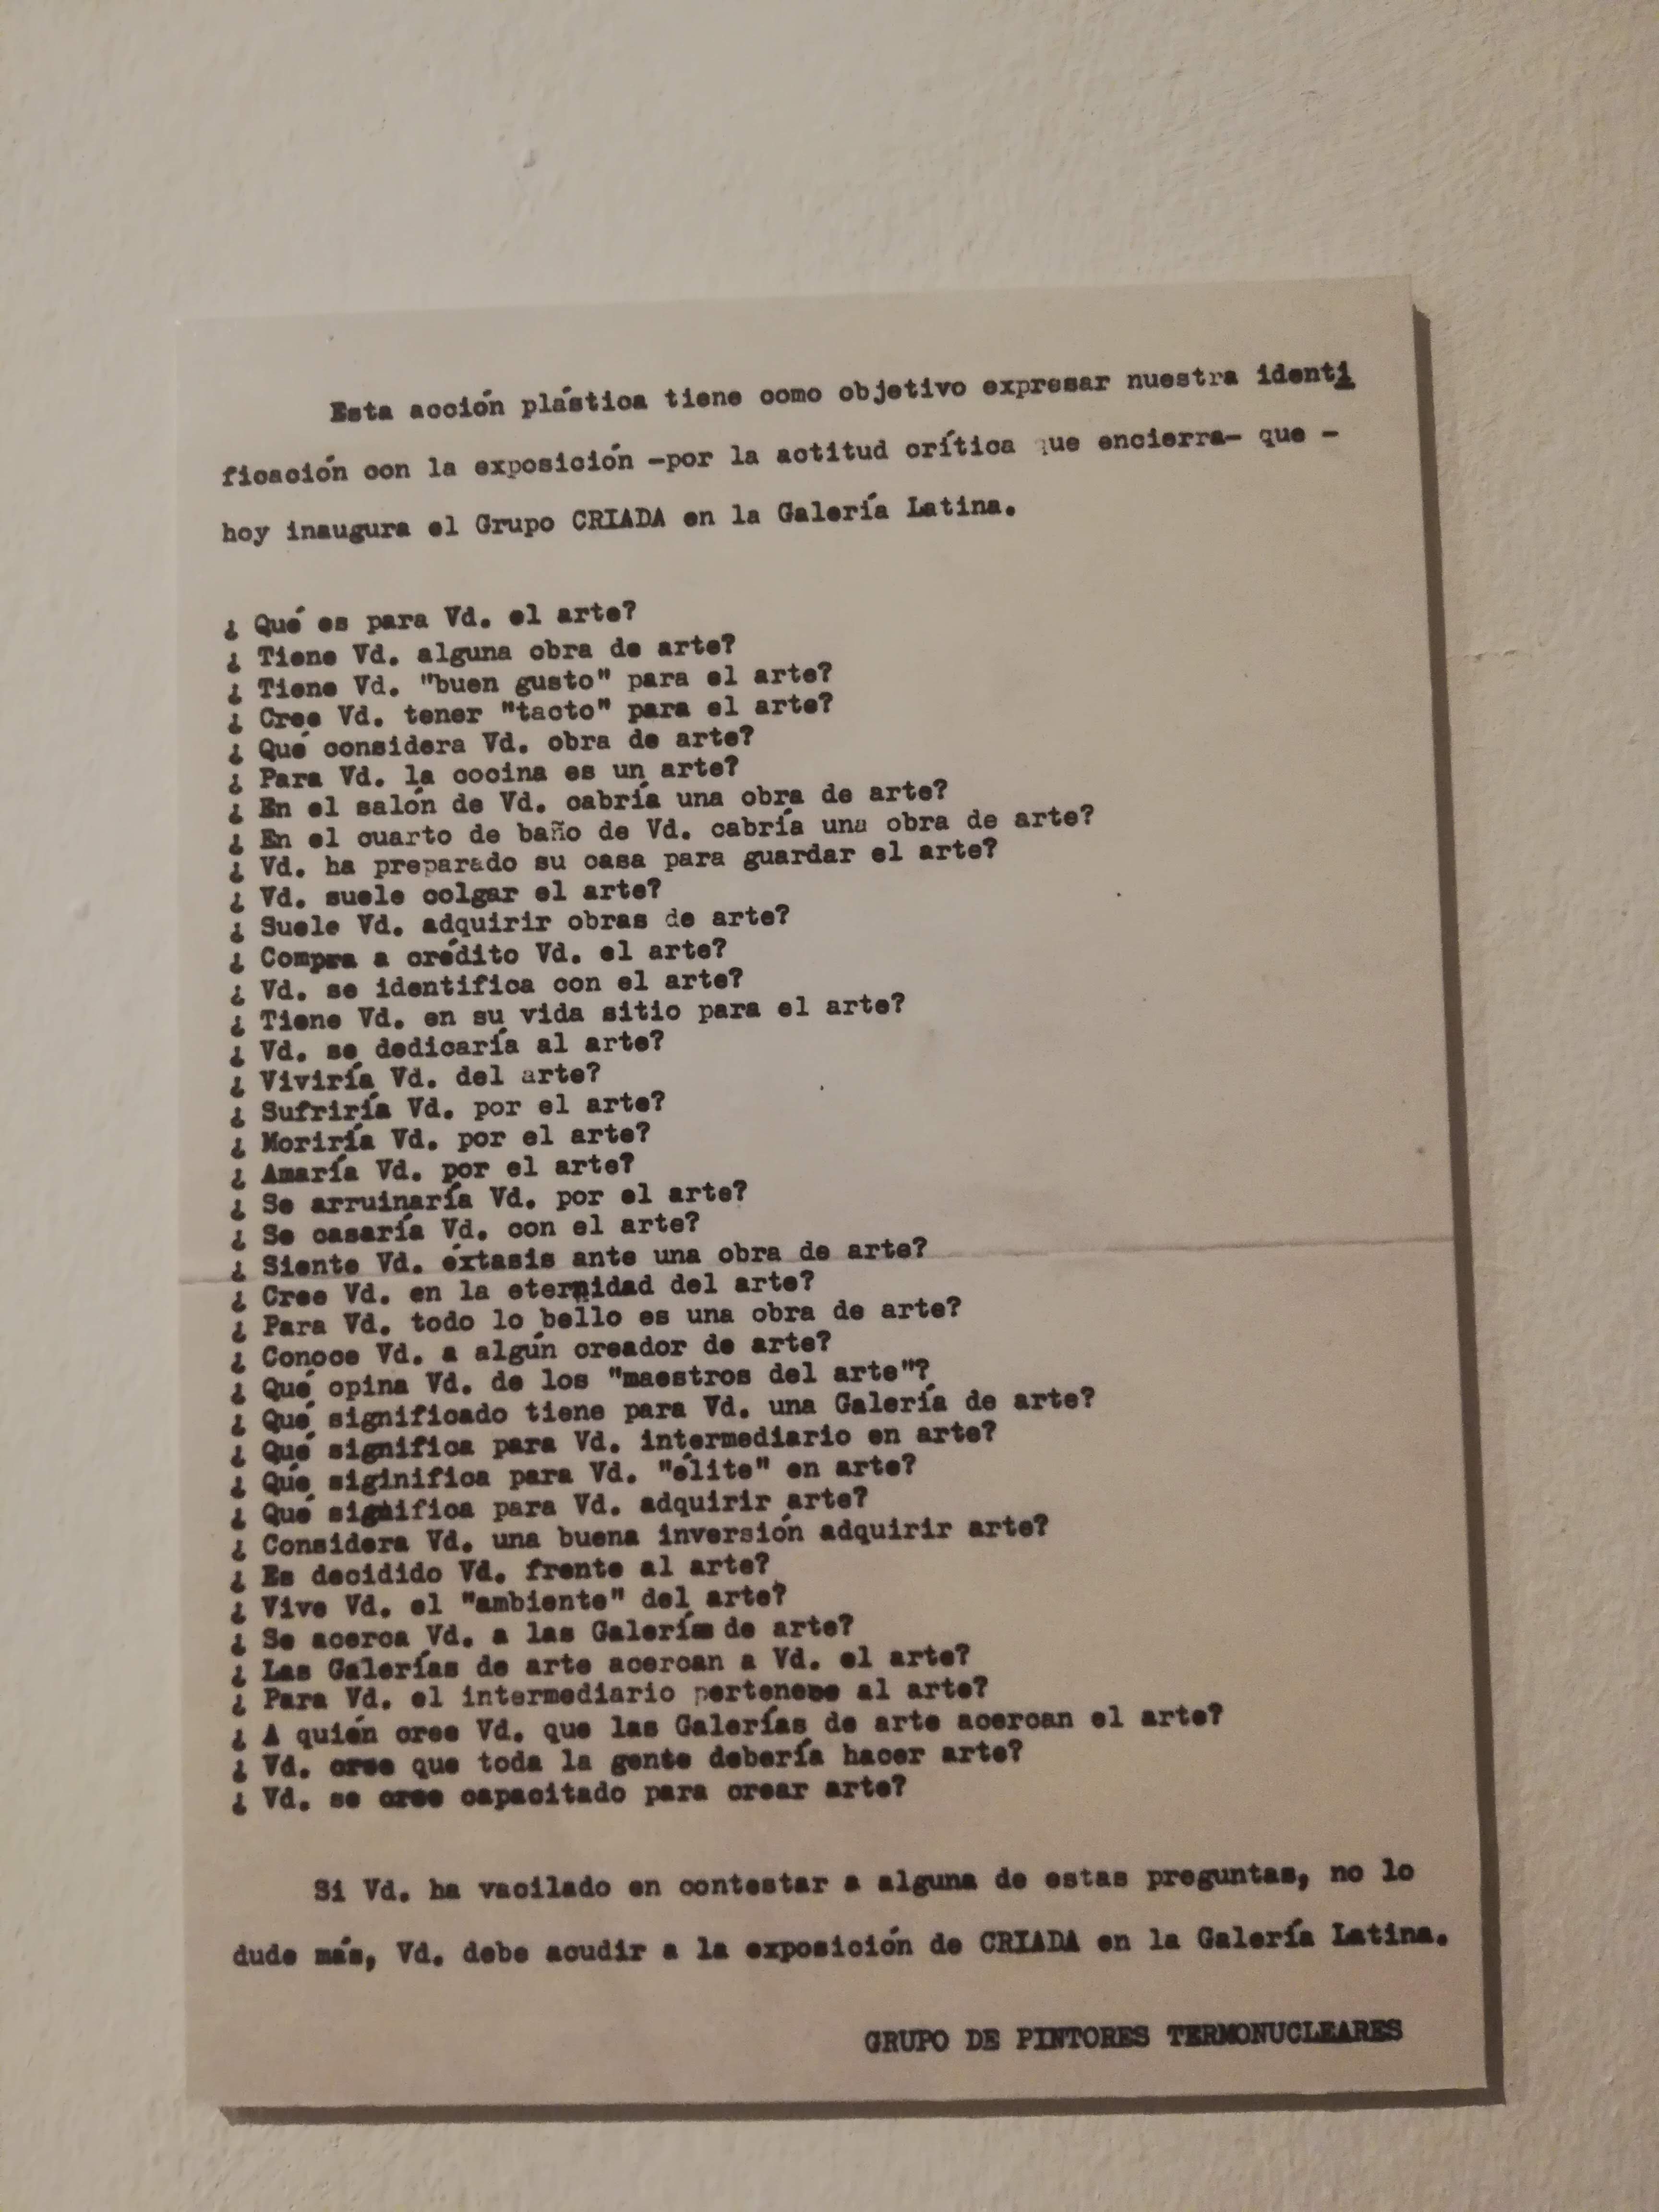 Esta acción plástica tiene como objetivo expresar nuestra identi
ficación con la exposición -por la actitud crítica que encierra- que -
hoy inaugura el Grupo CRIADA en la Galería Latina.
¿ Qué es para Vd. el arte?
¿ Tiene Vd. alguna obra de arte?
¿ Tiene Vd. "buen gusto" para el arte?
¿ Cree Vd. tener "tacto" para el arte?
¿ Qué considera Vd. obra de arte?
¿ Para Vd. la cocina es un arte?
¿ En el salón de Vd. cabría una obra de arte?
¿ En el cuarto de baño de Vd. cabría una obra de arte?
¿ Vd. ha preparado su casa para guardar el arte?
¿ Vd. suele colgar el arte?
¿ Suele Vd. adquirir obras de arte?
¿ Compra a crédito Vd. el arte?
¿ Vd. se identifica con el arte?
¿ Tiene Vd. en su vida sitio para el arte?
¿ Vd. se dedicaría al arte?
¿ Viviría Vd. del arte?
¿ Sufriría Vd. por el arte?
¿ Moriría Vd. por el arte?
¿ Amaría Vd. por el arte?
¿ Se arruinaría Vd. por el arte?
¿ Se casaría Vd. con el arte?
¿ Siente Vd. éxtasis ante una obra de arte?
¿ Cree Vd. en la eternidad del arte?
¿ Para Vd. todo lo bello es una obra de arte?
¿ Conoce Vd. a algún creador de arte?
¿ Qué opina Vd. de los "maestros del arte"?
¿ Qué significado tiene para Vd. una Galería de arte?
¿ Qué significa para Vd. intermediario en arte?
¿ Qué siginifica para Vd. "élite" en arte?
¿ Qué significa para Vd. adquirir arte?
¿ Considera Vd. una buena inversión adquirir arte?
¿ Es decidido Vd. frente al arte?
¿ Vive Vd. el "ambiente" del arte?
¿ Se acerca Vd. a las Galerías de arte?
¿ Las Galerías de arte acercan a Vd. el arte?
¿ Para Vd. el intermediario pertenece al arte?
¿ A quién cree Vd. que las Galerías de arte acercan el arte?
¿ Vd. cree que toda la gente debería hacer arte?
¿ Vd. se cree capacitado para crear arte?
Si Vd. ha vacilado en contestar a alguna de estas preguntas, no lo
dude más, Vd. debe acudir a la exposición de CRIADA en la Galería Latina.
GRUPO DE PINTORES TERMONUCLEARES